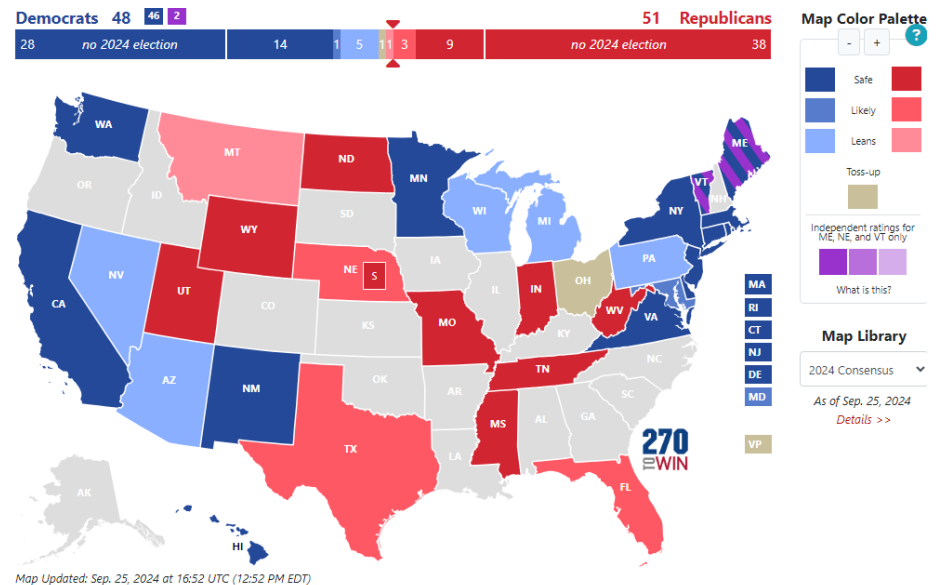 Democrats 48 46 2
51 Republicans
28 no 2024 election 14 1 5 1 1 3 9 no 2024 election 38
Map Color Palette
- + ?
Safe
Likely
Leans
Toss-up
Independent ratings for
ME, NE, and VT only
What is this?
Map Library
2024 Consensus
As of Sep. 25, 2024
Details >>
WA
OR
ID
MT
ND
MN
WI
MI
ME
VT
NH
NY
WY
SD
IA
NE S
PA
NV
UT
CO
IL
IN
OH
WV
VA
CA
KS
MO
KY
NC
AZ
NM
OK
AR
TN
SC
MS
AL
GA
TX
LA
FL
AK
HI
MA
RI
CT
NJ
DE
MD
VP
270
TOWIN
Map Updated: Sep. 25, 2024 at 16:52 UTC (12:52 PM EDT)